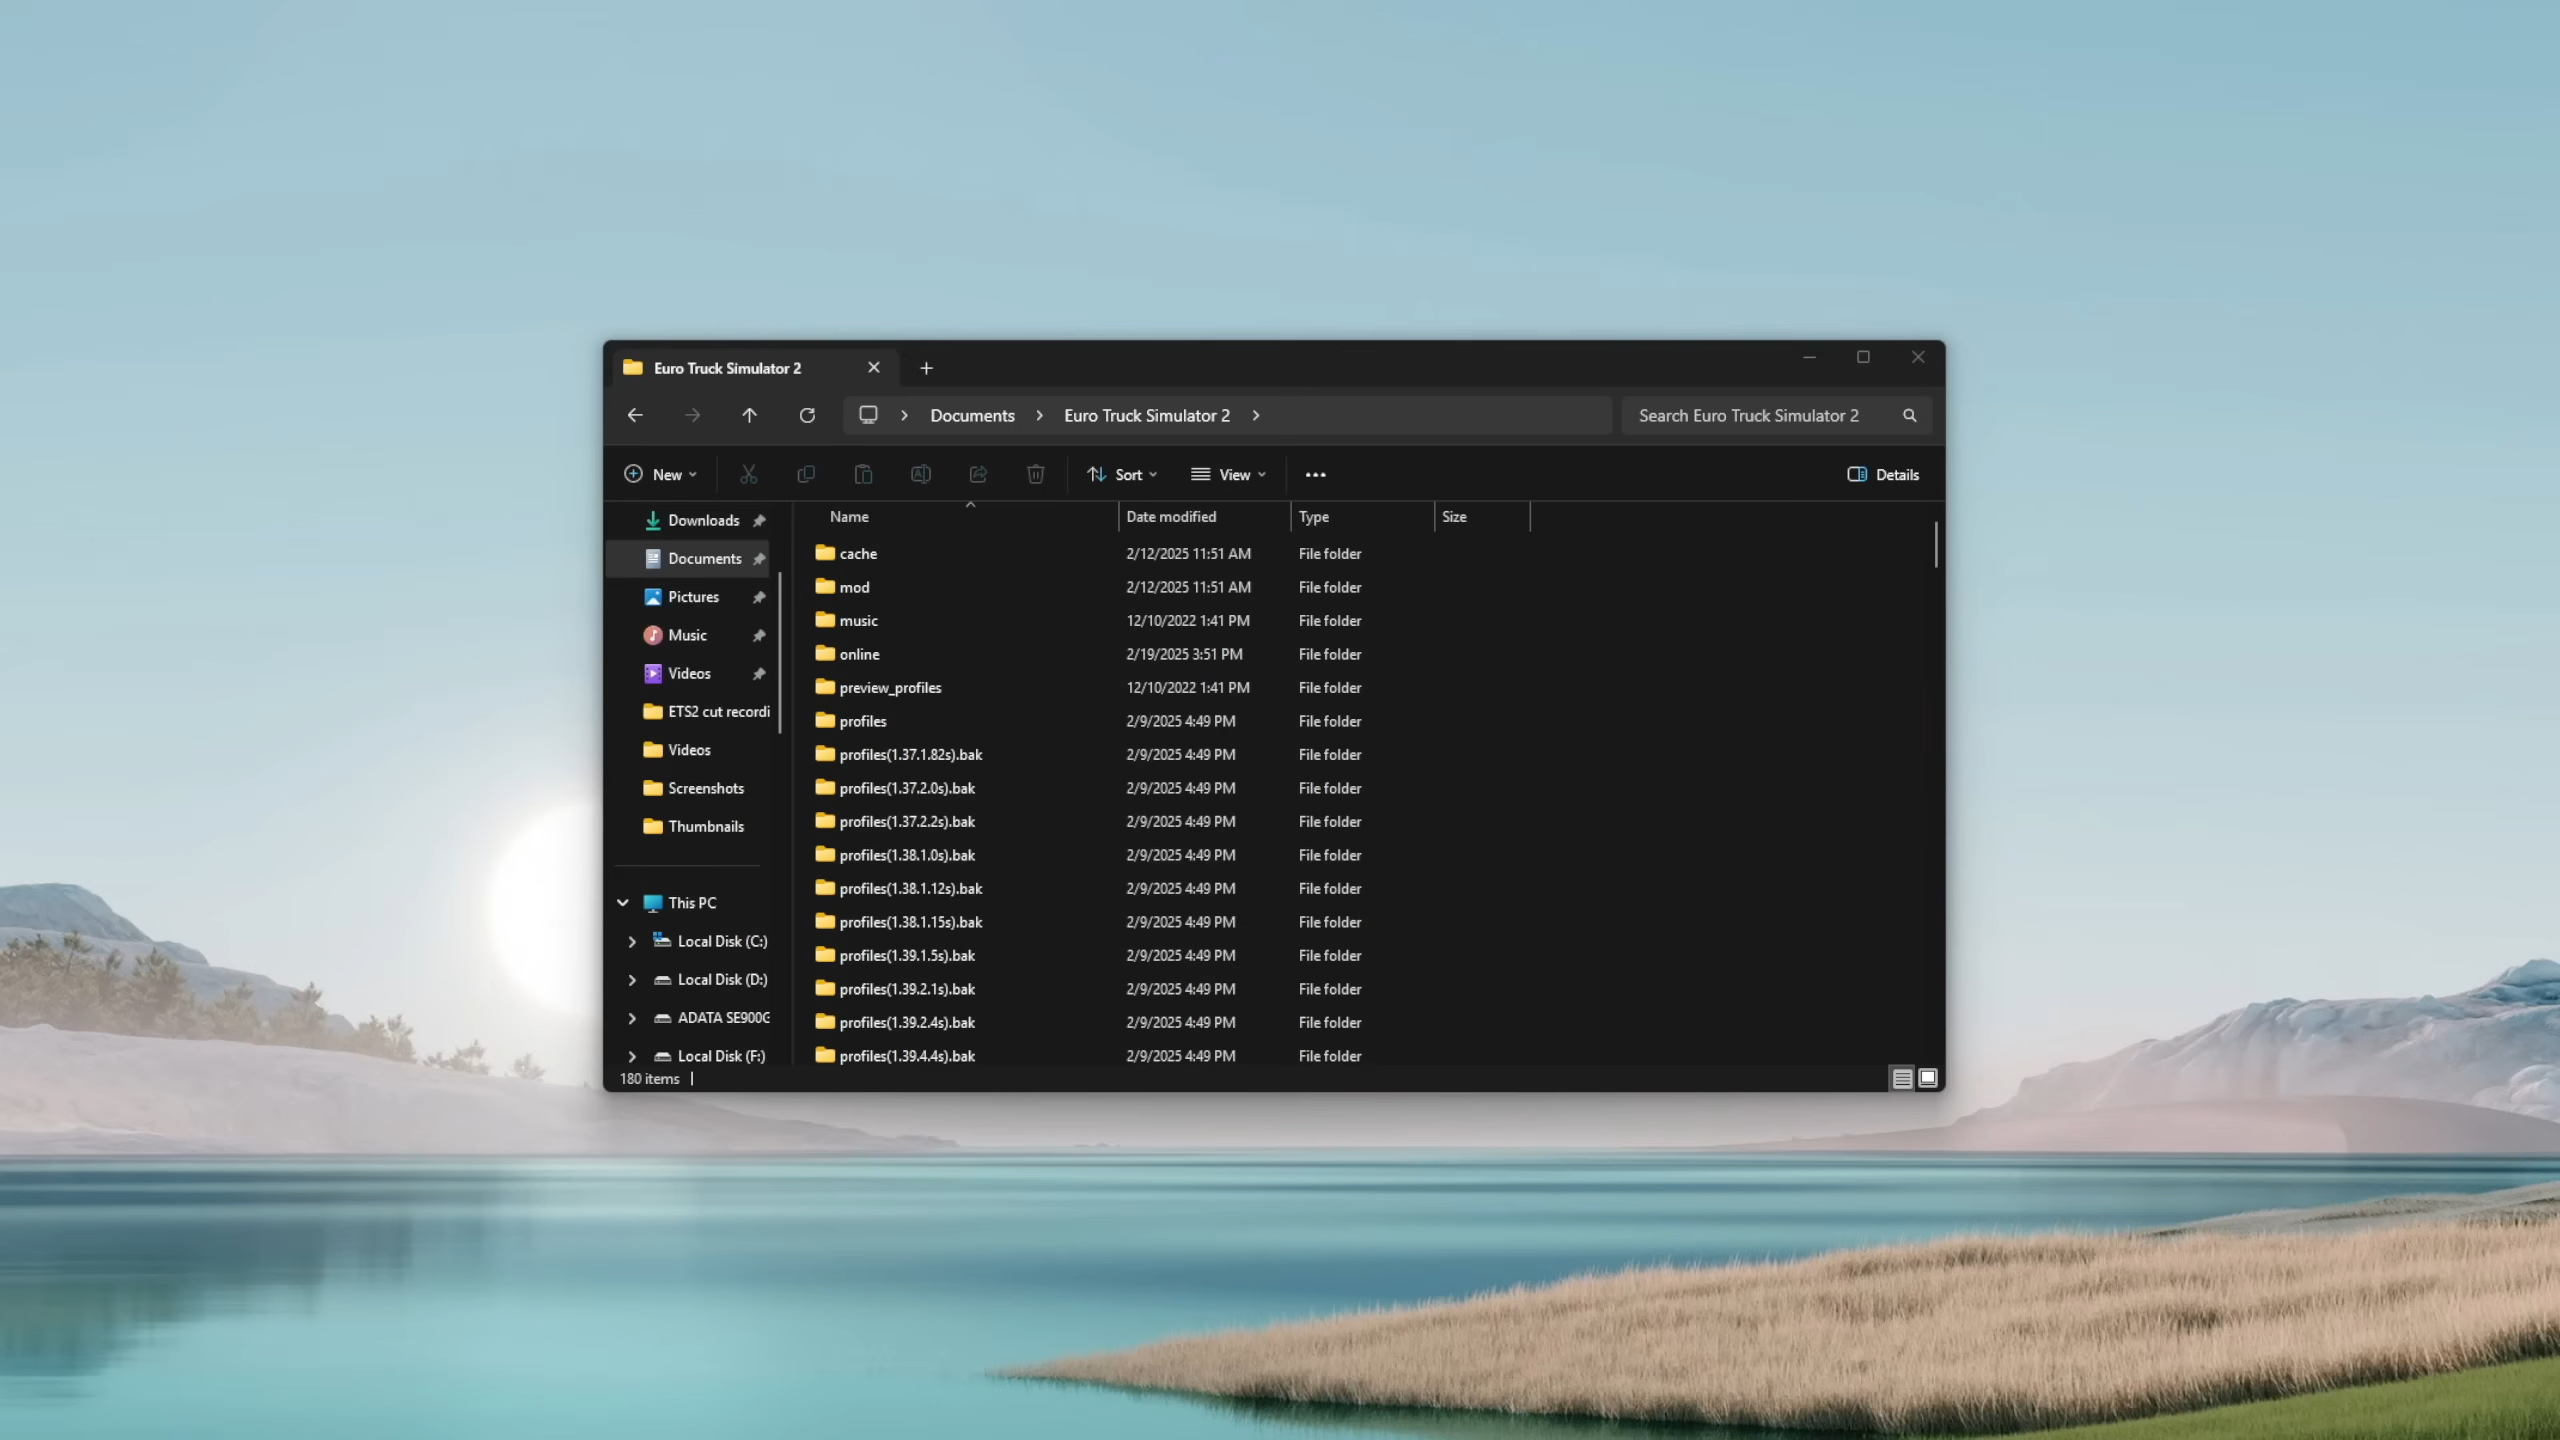 Euro Truck Simulator 2
Documents > Euro Truck Simulator 2 >
Search Euro Truck Simulator 2
New
Sort
View
Details
Downloads
Documents
Pictures
Music
Videos
ETS2 cut recordi
Videos
Screenshots
Thumbnails
This PC
Local Disk (C:)
Local Disk (D:)
ADATA SE900G
Local Disk (F:)
Name Date modified Type Size
cache 2/12/2025 11:51 AM File folder
mod 2/12/2025 11:51 AM File folder
music 12/10/2022 1:41 PM File folder
online 2/19/2025 3:51 PM File folder
preview_profiles 12/10/2022 1:41 PM File folder
profiles 2/9/2025 4:49 PM File folder
profiles(1.37.1.82s).bak 2/9/2025 4:49 PM File folder
profiles(1.37.2.0s).bak 2/9/2025 4:49 PM File folder
profiles(1.37.2.2s).bak 2/9/2025 4:49 PM File folder
profiles(1.38.1.0s).bak 2/9/2025 4:49 PM File folder
profiles(1.38.1.12s).bak 2/9/2025 4:49 PM File folder
profiles(1.38.1.15s).bak 2/9/2025 4:49 PM File folder
profiles(1.39.1.5s).bak 2/9/2025 4:49 PM File folder
profiles(1.39.2.1s).bak 2/9/2025 4:49 PM File folder
profiles(1.39.2.4s).bak 2/9/2025 4:49 PM File folder
profiles(1.39.4.4s).bak 2/9/2025 4:49 PM File folder
180 items